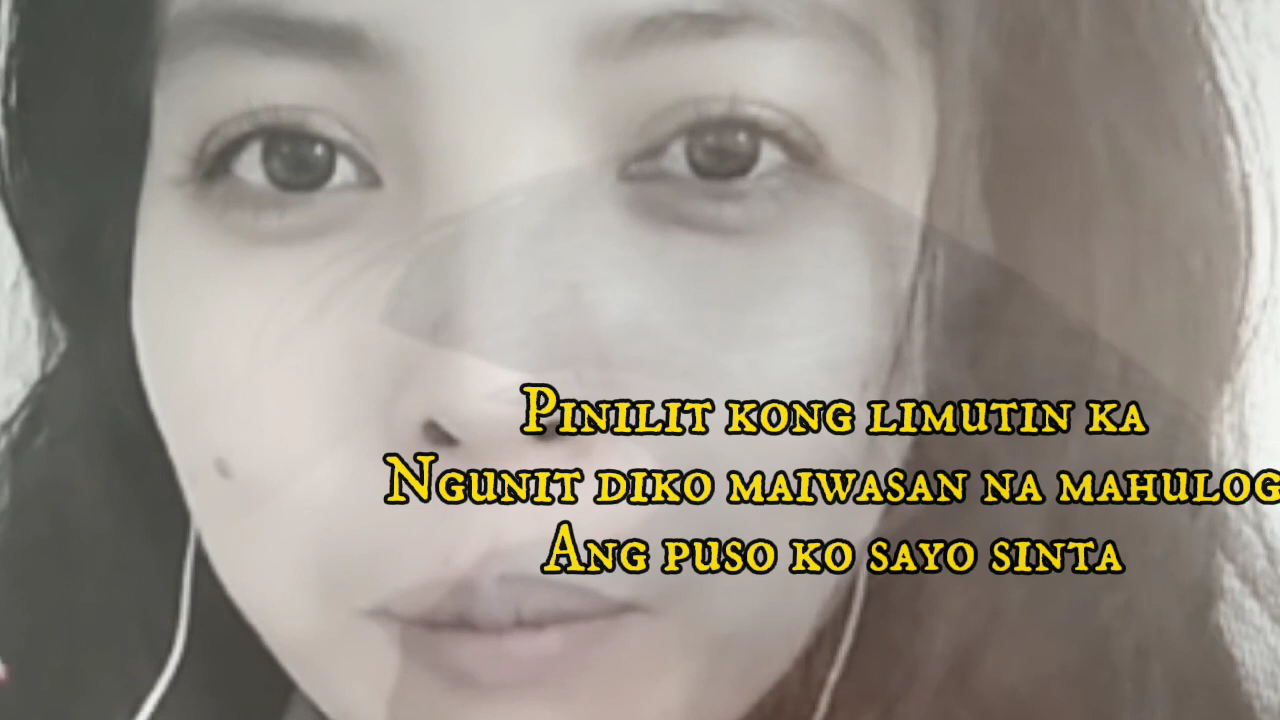 Pinilit kong limutin ka
Ngunit diko maiwasan na mahulog
Ang puso ko sayo sinta